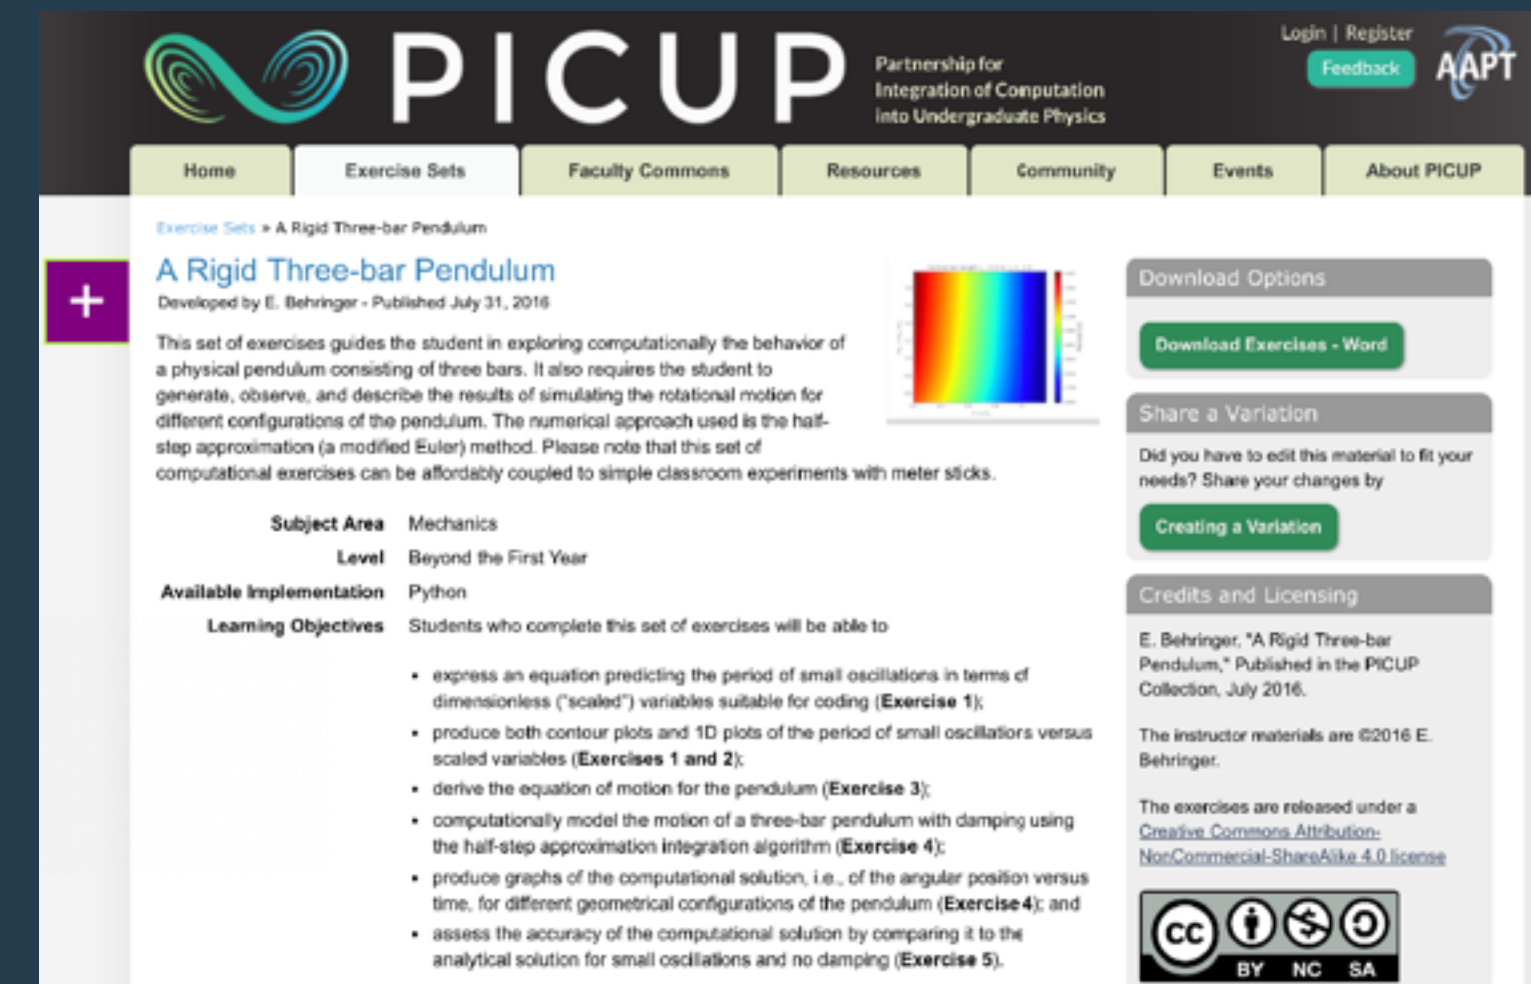 PICUP
Partnership for
Integration of Computation
into Undergraduate Physics
Login | Register
Feedback
AAPT
Home
Exercise Sets
Faculty Commons
Resources
Community
Events
About PICUP
Exercise Sets » A Rigid Three-bar Pendulum
+
A Rigid Three-bar Pendulum
Developed by E. Behringer - Published July 31, 2016
This set of exercises guides the student in exploring computationally the behavior of
a physical pendulum consisting of three bars. It also requires the student to
generate, observe, and describe the results of simulating the rotational motion for
different configurations of the pendulum. The numerical approach used is the half-
step approximation (a modified Euler) method. Please note that this set of
computational exercises can be affordably coupled to simple classroom experiments with meter sticks.
Subject Area Mechanics
Level Beyond the First Year
Available Implementation Python
Learning Objectives Students who complete this set of exercises will be able to
• express an equation predicting the period of small oscillations in terms of
dimensionless ("scaled") variables suitable for coding (Exercise 1);
• produce both contour plots and 1D plots of the period of small oscillations versus
scaled variables (Exercises 1 and 2);
• derive the equation of motion for the pendulum (Exercise 3);
• computationally model the motion of a three-bar pendulum with damping using
the half-step approximation integration algorithm (Exercise 4);
• produce graphs of the computational solution, i.e., of the angular position versus
time, for different geometrical configurations of the pendulum (Exercise 4); and
• assess the accuracy of the computational solution by comparing it to the
analytical solution for small oscillations and no damping (Exercise 5).
Download Options
Download Exercises - Word
Share a Variation
Did you have to edit this material to fit your
needs? Share your changes by
Creating a Variation
Credits and Licensing
E. Behringer, "A Rigid Three-bar
Pendulum," Published in the PICUP
Collection, July 2016.
The instructor materials are ©2016 E.
Behringer.
The exercises are released under a
Creative Commons Attribution-
NonCommercial-ShareAlike 4.0 license
cc
BY NC SA